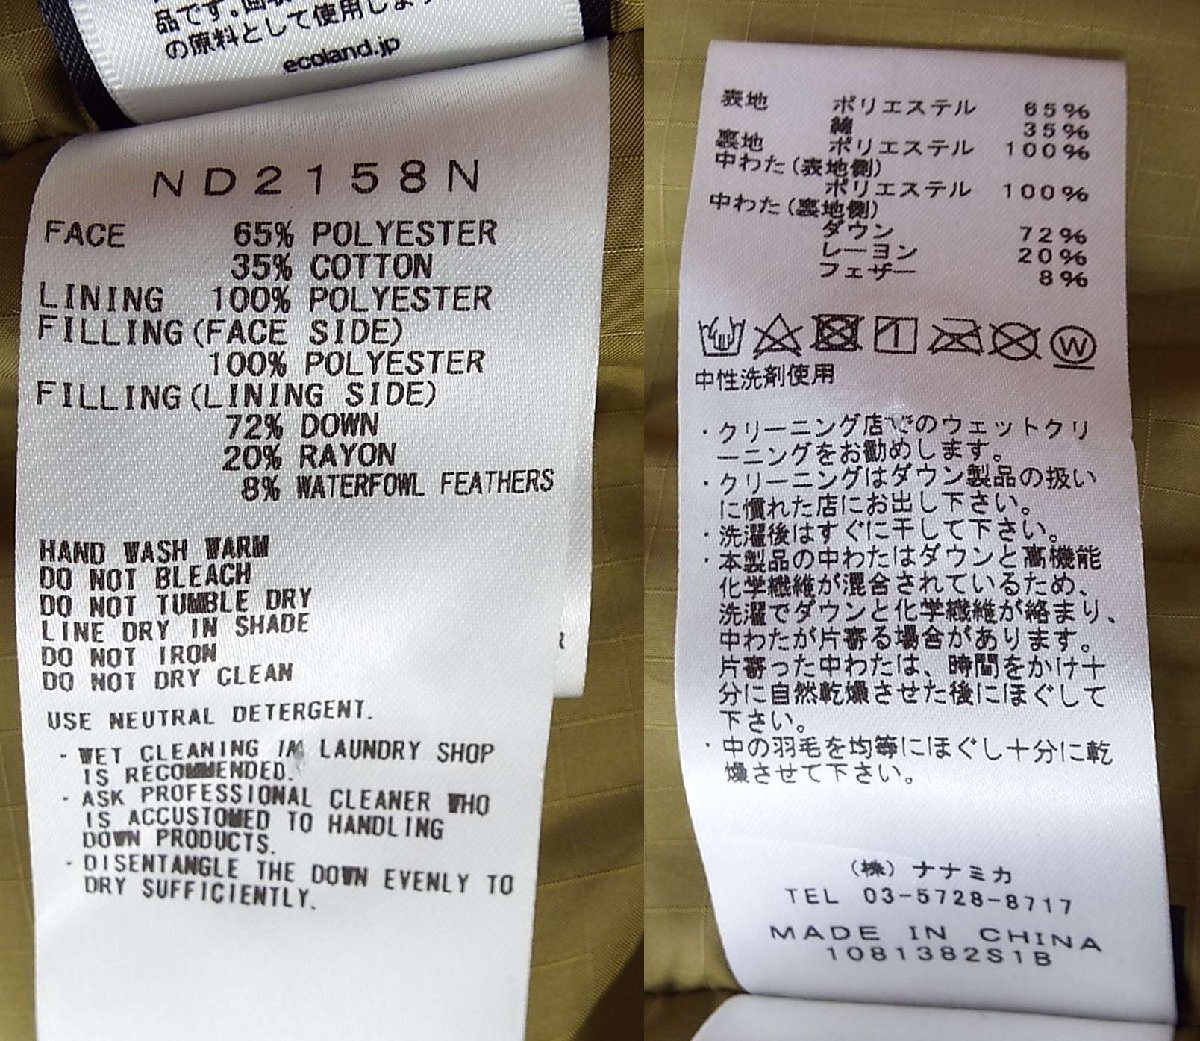 品です。回収
の原料として使用しま
ecoland.jp
ND2158N
FACE 65% POLYESTER
35% COTTON
LINING 100% POLYESTER
FILLING(FACE SIDE)
100% POLYESTER
FILLING(LINING SIDE)
72% DOWN
20% RAYON
8% WATERFOWL FEATHERS
HAND WASH WARM
DO NOT BLEACH
DO NOT TUMBLE DRY
LINE DRY IN SHADE
DO NOT IRON
DO NOT DRY CLEAN
USE NEUTRAL DETERGENT.
・WET CLEANING IN LAUNDRY SHOP
IS RECOMMENDED.
・ASK PROFESSIONAL CLEANER WHO
IS ACCUSTOMED TO HANDLING
DOWN PRODUCTS.
・DISENTANGLE THE DOWN EVENLY TO
DRY SUFFICIENTLY.
R
表地 ポリエステル 65%
綿 35%
裏地 ポリエステル 100%
中わた(表地側)
ポリエステル 100%
中わた(裏地側)
ダウン 72%
レーヨン 20%
フェザー 8%
W
中性洗剤使用
・クリーニング店でのウェットクリ
ーニングをお勧めします。
・クリーニングはダウン製品の扱い
に慣れた店にお出し下さい。
・洗濯後はすぐに干して下さい。
・本製品の中わたはダウンと高機能
化学繊維が混合されているため、
洗濯でダウンと化学繊維が絡まり、
中わたが片寄る場合があります。
片寄った中わたは、時間をかけ十
分に自然乾燥させた後にほぐして
下さい。
・中の羽毛を均等にほぐし十分に乾
燥させて下さい。
(株)ナナミカ
TEL 03-5728-8717
MADE IN CHINA
1081382S1B